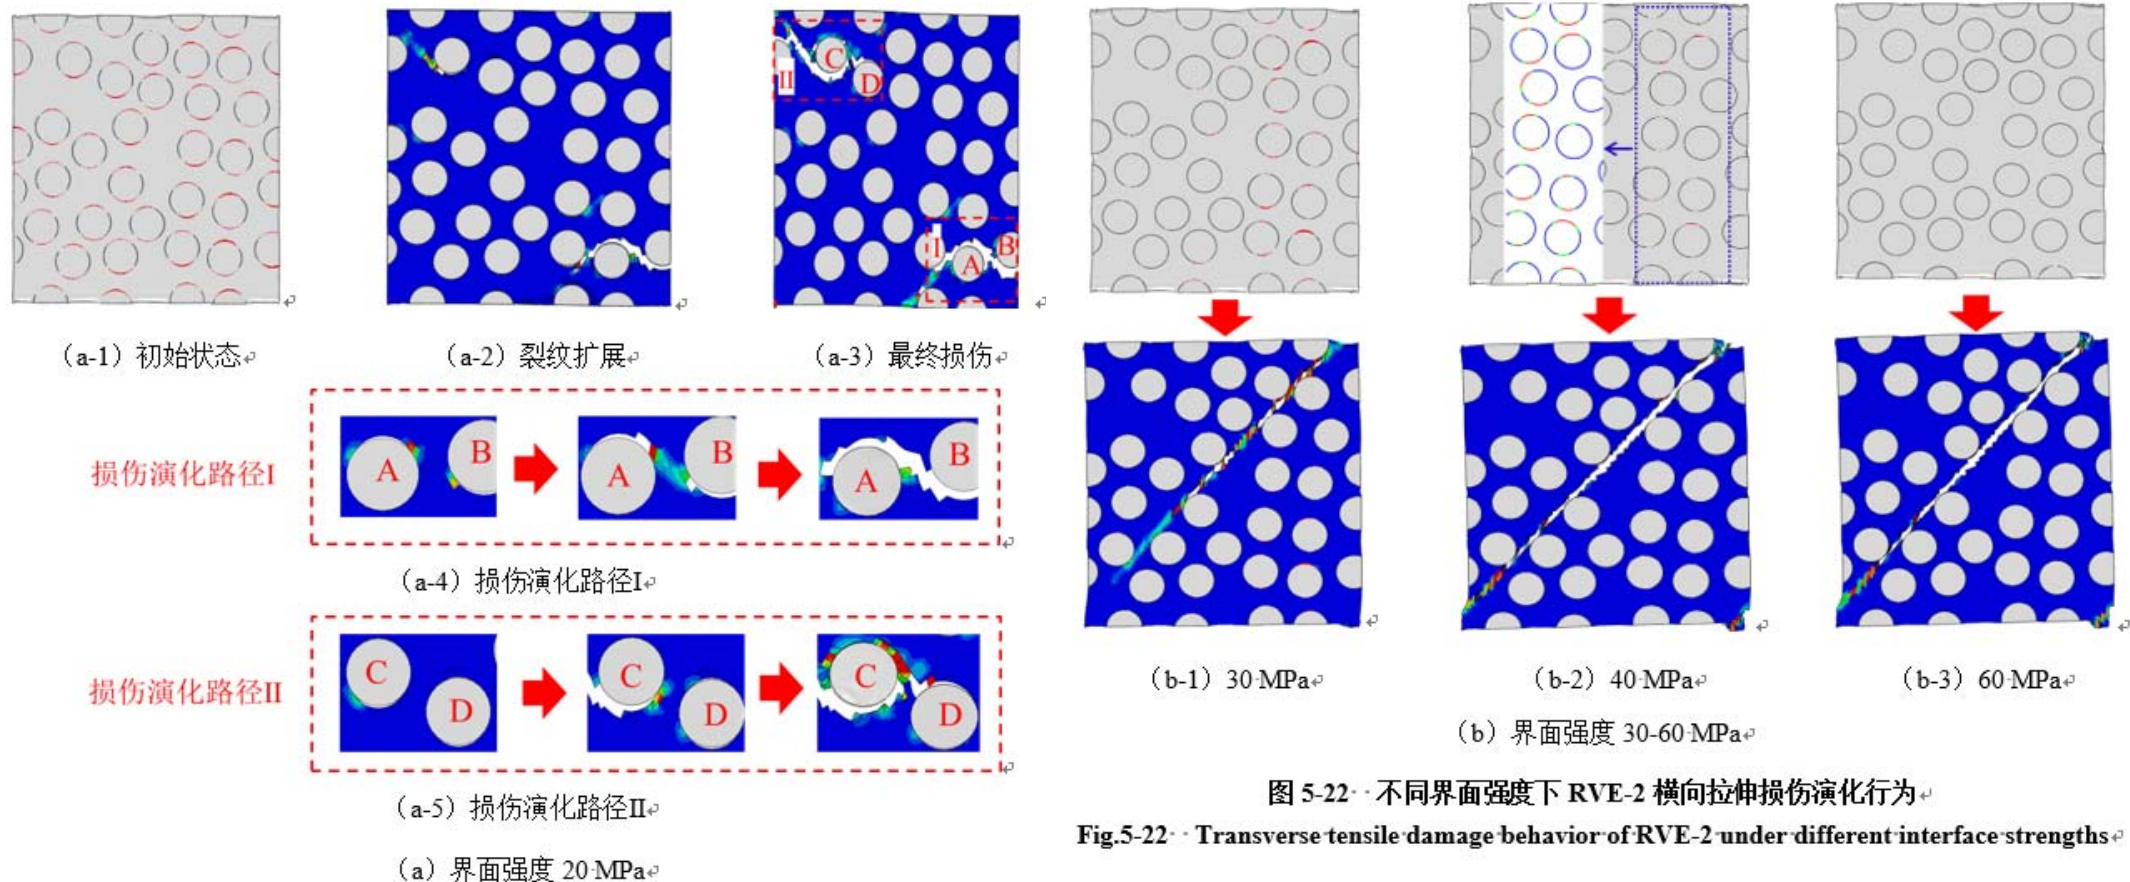 C
D
II
I
A
B
(a-1)初始状态
(a-2)裂纹扩展
(a-3)最终损伤
损伤演化路径I
A
B
A
B
A
B
(a-4)损伤演化路径I
损伤演化路径II
C
D
C
D
C
D
(a-5)损伤演化路径II
(a)界面强度 20·MPa
(b-1)30·MPa
(b-2)40·MPa
(b-3)60·MPa
(b)界面强度 30-60·MPa
图 5-22··不同界面强度下 RVE-2 横向拉伸损伤演化行为
Fig.5-22··Transverse·tensile·damage·behavior·of·RVE-2·under·different·interface·strengths